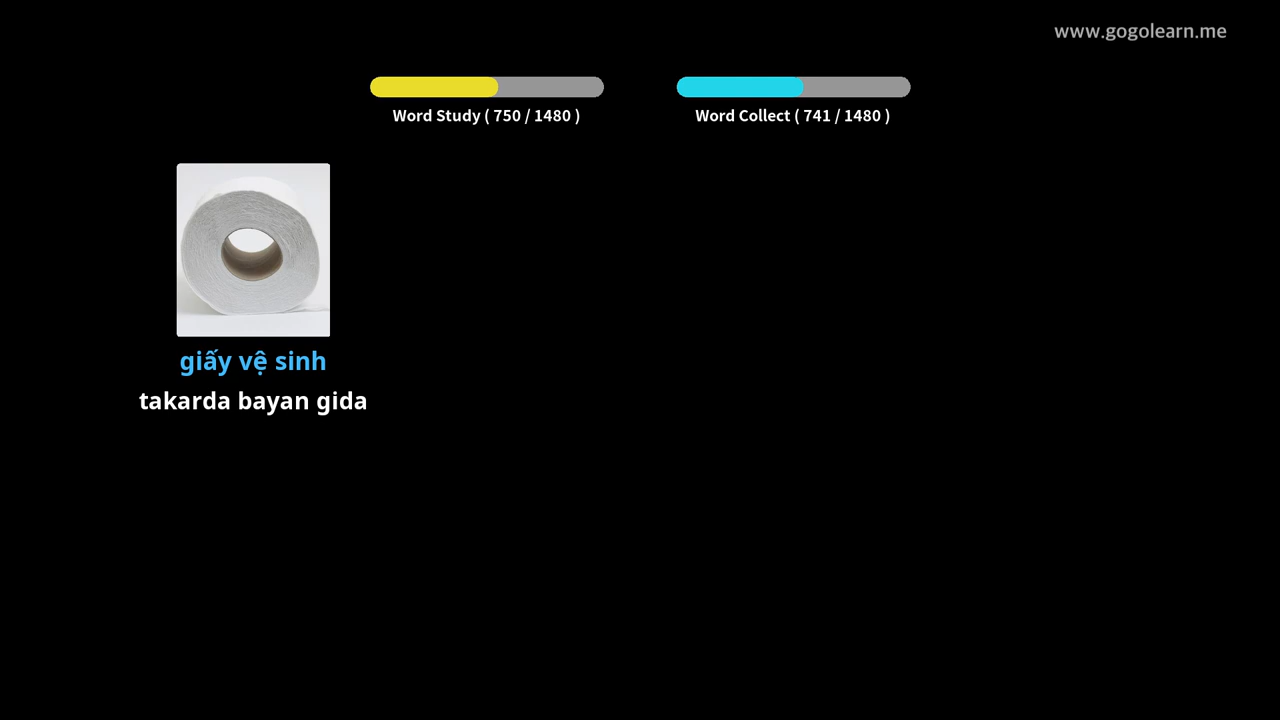 www.gogolearn.me
Word Study ( 750 / 1480 )
Word Collect ( 741 / 1480 )
giấy vệ sinh
takarda bayan gida